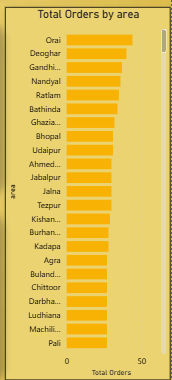 Total Orders by area
Orai
Deoghar
Gandhi...
Nandyal
Ratlam
Bathinda
Ghazia...
Bhopal
Udaipur
Ahmed...
Jabalpur
Jalna
Tezpur
Kishan...
Burhan...
Kadapa
Agra
Buland...
Chittoor
Darbha...
Ludhiana
Machili...
Pali
area
0 50
Total Orders